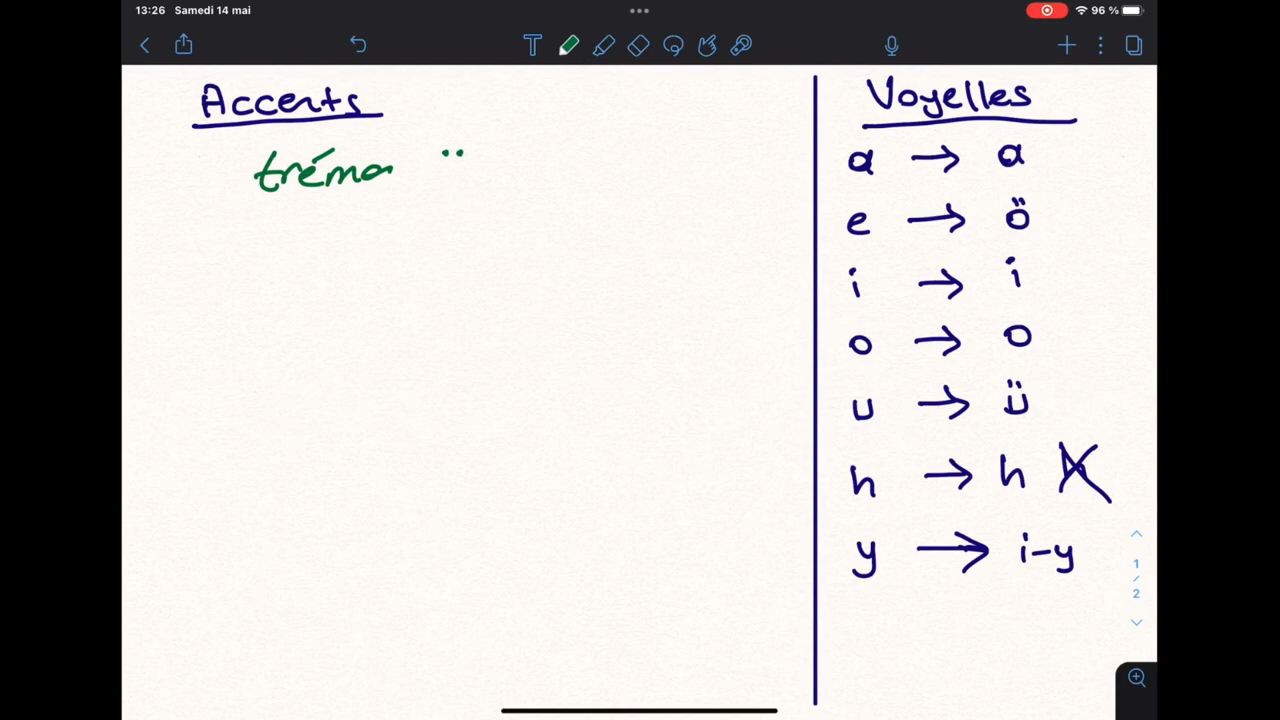 13:26 Samedi 14 mai
96 %
Accents
tréma ¨
Voyelles
a → a
e → ö
i → i
o → o
u → ü
h → h X
y → i-y
1
/
2